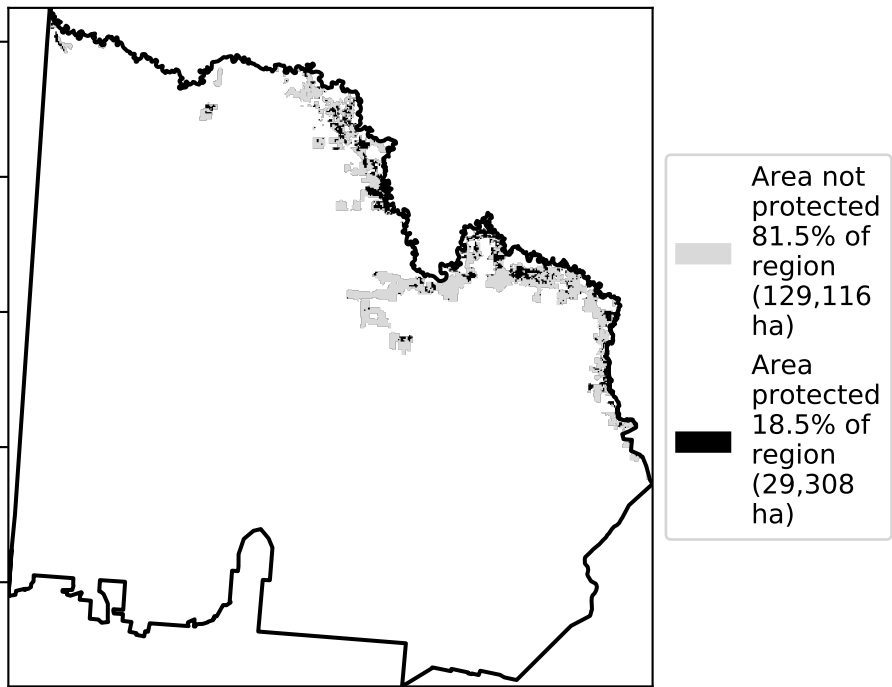 Area not
protected
81.5% of
region
(129,116
ha)
Area
protected
18.5% of
region
(29,308
ha)